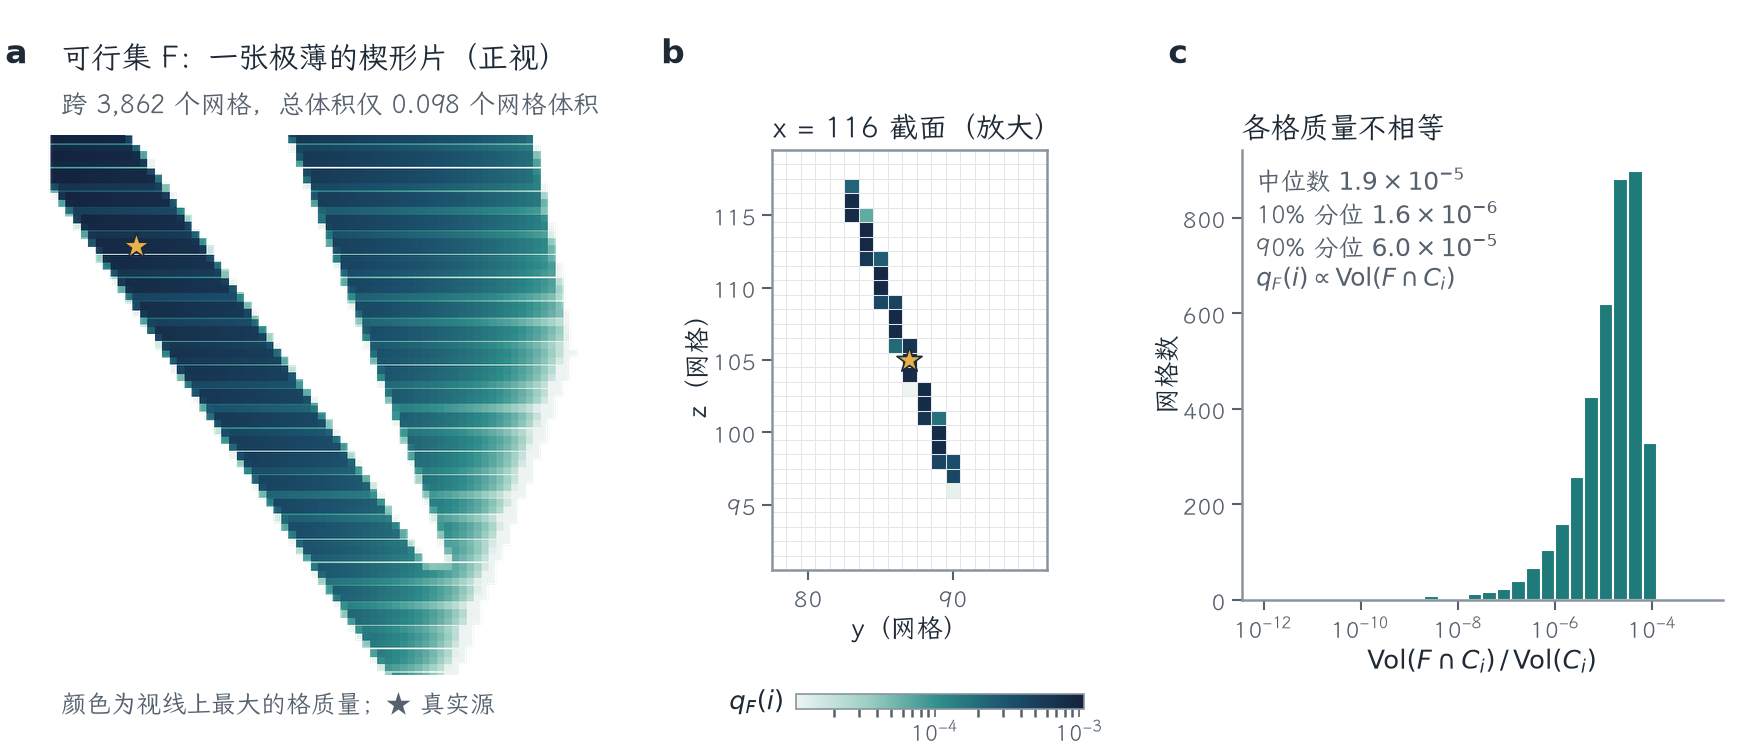 a
可行集 F：一张极薄的楔形片（正视）
跨 3,862 个网格，总体积仅 0.098 个网格体积
颜色为视线上最大的格质量；★ 真实源
b
x = 116 截面（放大）
z（网格）
115
110
105
100
95
80 90
y（网格）
q_F(i)
10⁻⁴ 10⁻³
c
各格质量不相等
中位数 1.9 × 10⁻⁵
10% 分位 1.6 × 10⁻⁶
90% 分位 6.0 × 10⁻⁵
q_F(i) ∝ Vol(F ∩ C_i)
网格数
800
600
400
200
0
10⁻¹² 10⁻¹⁰ 10⁻⁸ 10⁻⁶ 10⁻⁴
Vol(F ∩ C_i) / Vol(C_i)